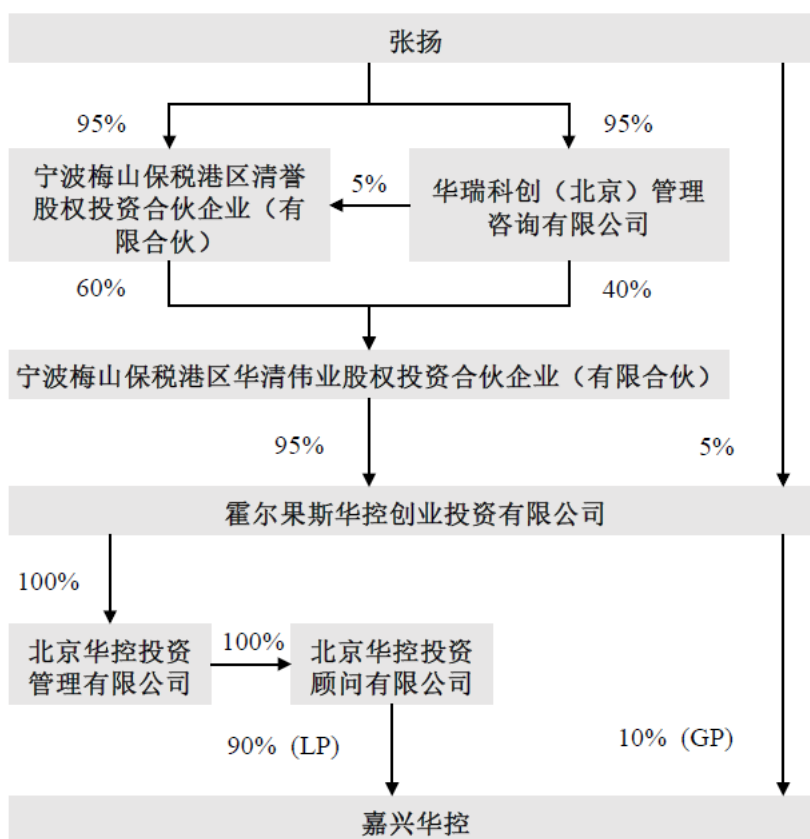 张扬
95%
95%
宁波梅山保税港区清誉
股权投资合伙企业（有
限合伙）
5%
华瑞科创（北京）管理
咨询有限公司
60%
40%
宁波梅山保税港区华清伟业股权投资合伙企业（有限合伙）
95%
5%
霍尔果斯华控创业投资有限公司
100%
北京华控投资
管理有限公司
100%
北京华控投资
顾问有限公司
90% (LP)
10% (GP)
嘉兴华控